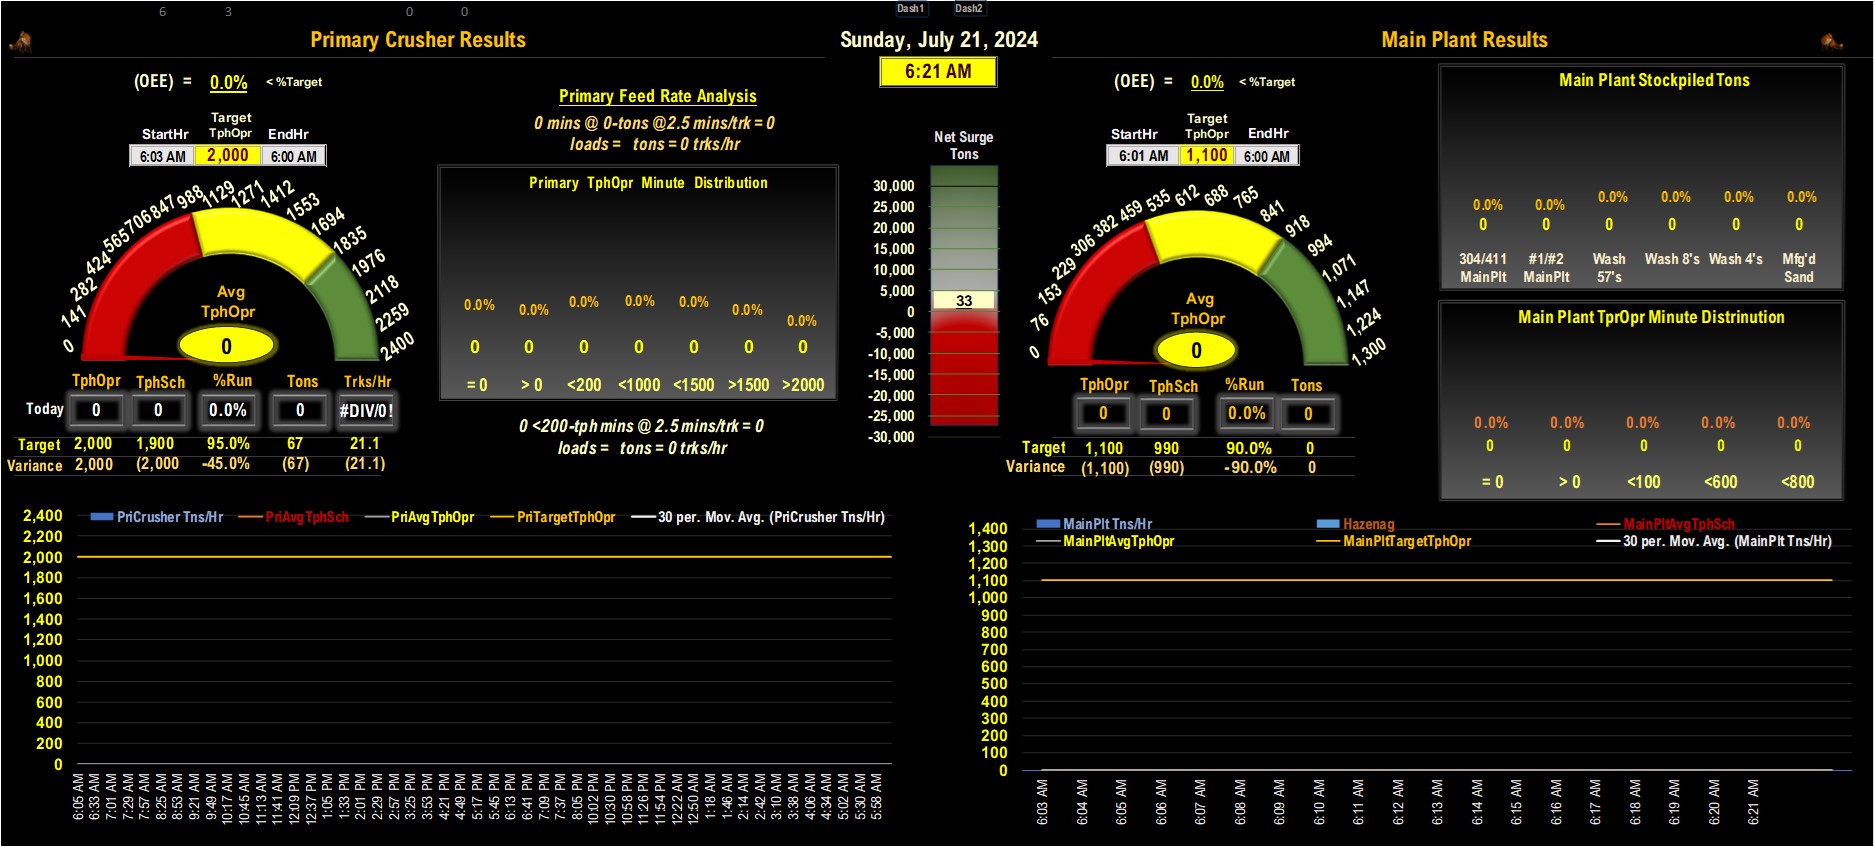 6 3 0 0 Dash1 Dash2
Primary Crusher Results
Sunday, July 21, 2024
Main Plant Results
6:21 AM
(OEE) = 0.0% < %Target
Target
StartHr TphOpr EndHr
6:03 AM 2,000 6:00 AM
0 141 282 424 565 706 847 988 1129 1271 1412 1553 1694 1835 1976 2118 2259 2400
Avg
TphOpr
0
TphOpr TphSch %Run Tons Trks/Hr
Today 0 0 0.0% 0 #DIV/0!
Target 2,000 1,900 95.0% 67 21.1
Variance 2,000 (2,000 -45.0% (67) (21.1)
Primary Feed Rate Analysis
0 mins @ 0-tons @2.5 mins/trk = 0
loads = tons = 0 trks/hr
Primary TphOpr Minute Distribution
0.0% 0.0% 0.0% 0.0% 0.0% 0.0% 0.0%
0 0 0 0 0 0 0
= 0 > 0 <200 <1000 <1500 >1500 >2000
0 <200-tph mins @ 2.5 mins/trk = 0
loads = tons = 0 trks/hr
Net Surge
Tons
30,000
25,000
20,000
15,000
10,000
5,000
33
0
-5,000
-10,000
-15,000
-20,000
-25,000
-30,000
(OEE) = 0.0% < %Target
Target
StartHr TphOpr EndHr
6:01 AM 1,100 6:00 AM
0 76 153 229 306 382 459 535 612 688 765 841 918 994 1,071 1,147 1,224 1,300
Avg
TphOpr
0
TphOpr TphSch %Run Tons
0 0 0.0% 0
Target 1,100 990 90.0% 0
Variance (1,100) (990) -90.0% 0
Main Plant Stockpiled Tons
0.0% 0.0% 0.0% 0.0% 0.0% 0.0%
0 0 0 0 0 0
304/411 #1/#2 Wash Wash 8's Wash 4's Mfg'd
MainPlt MainPlt 57's Sand
Main Plant TprOpr Minute Distrinution
0.0% 0.0% 0.0% 0.0% 0.0%
0 0 0 0 0
= 0 > 0 <100 <600 <800
PriCrusher Tns/Hr PriAvgTphSch PriAvgTphOpr PriTargetTphOpr 30 per. Mov. Avg. (PriCrusher Tns/Hr)
2,400
2,200
2,000
1,800
1,600
1,400
1,200
1,000
800
600
400
200
0
6:05 AM 6:33 AM 7:01 AM 7:29 AM 7:57 AM 8:25 AM 8:53 AM 9:21 AM 9:49 AM 10:17 AM 10:45 AM 11:13 AM 11:41 AM 12:09 PM 12:37 PM 1:05 PM 1:33 PM 2:01 PM 2:29 PM 2:57 PM 3:25 PM 3:53 PM 4:21 PM 4:49 PM 5:17 PM 5:45 PM 6:13 PM 6:41 PM 7:09 PM 7:37 PM 8:05 PM 10:02 PM 10:30 PM 10:58 PM 11:26 PM 11:54 PM 12:22 AM 12:50 AM 1:18 AM 1:46 AM 2:14 AM 2:42 AM 3:10 AM 3:38 AM 4:06 AM 4:34 AM 5:02 AM 5:30 AM 5:58 AM
MainPlt Tns/Hr Hazenag MainPltAvgTphSch
MainPltAvgTphOpr MainPltTargetTphOpr 30 per. Mov. Avg. (MainPlt Tns/Hr)
1,400
1,300
1,200
1,100
1,000
900
800
700
600
500
400
300
200
100
0
6:03 AM 6:04 AM 6:05 AM 6:06 AM 6:07 AM 6:08 AM 6:09 AM 6:10 AM 6:11 AM 6:12 AM 6:13 AM 6:14 AM 6:15 AM 6:16 AM 6:17 AM 6:18 AM 6:19 AM 6:20 AM 6:21 AM